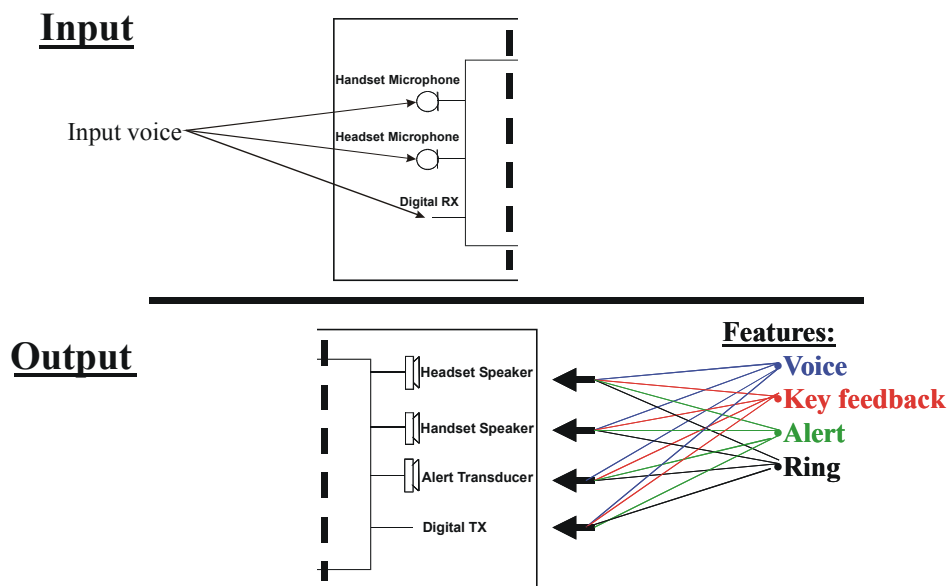 Input
Handset Microphone
Input voice
Headset Microphone
Digital RX
Output
Headset Speaker
Handset Speaker
Alert Transducer
Digital TX
Features:
Voice
Key feedback
Alert
Ring